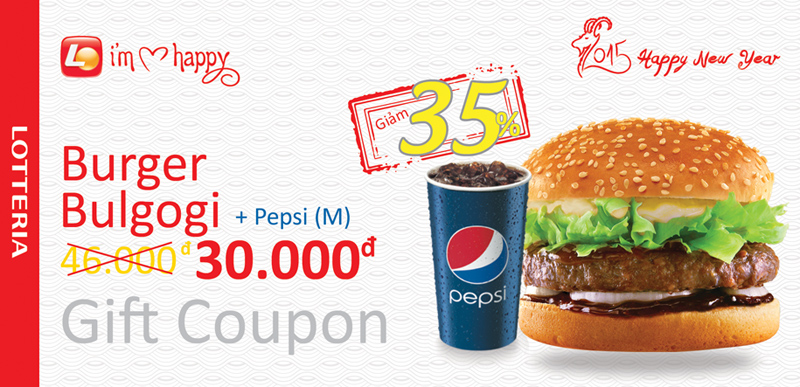 LOTTERIA
i'm happy
2015 Happy New Year
Giảm 35%
Burger
Bulgogi + Pepsi (M)
46.000đ 30.000đ
Gift Coupon
pepsi